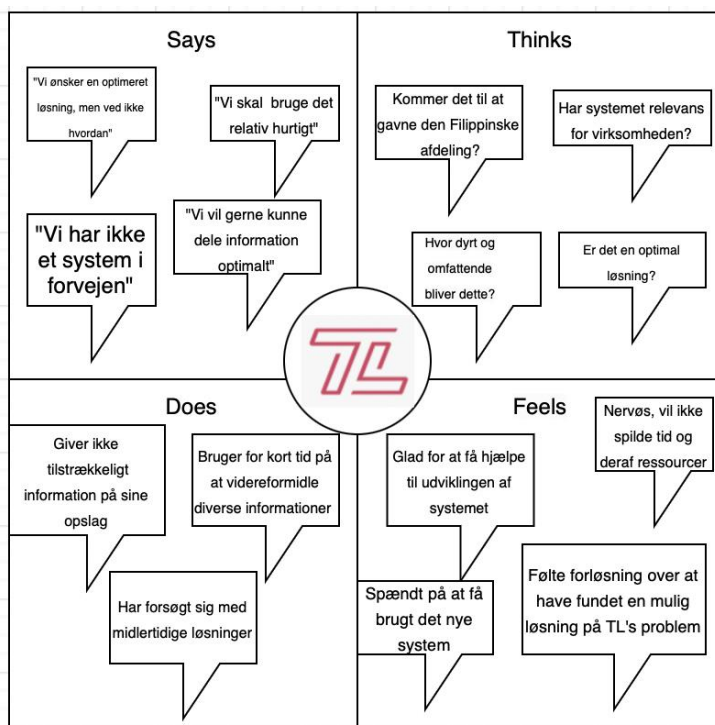 Says
"Vi ønsker en optimeret
løsning, men ved ikke
hvordan"
"Vi skal bruge det
relativ hurtigt"
"Vi har ikke
et system i
forvejen"
"Vi vil gerne kunne
dele information
optimalt"
Thinks
Kommer det til at
gavne den Filippinske
afdeling?
Har systemet relevans
for virksomheden?
Hvor dyrt og
omfattende
bliver dette?
Er det en optimal
løsning?
TL
Does
Giver ikke
tilstrækkeligt
information på sine
opslag
Bruger for kort tid på
at videreformidle
diverse informationer
Har forsøgt sig med
midlertidige løsninger
Feels
Glad for at få hjælpe
til udviklingen af
systemet
Nervøs, vil ikke
spilde tid og
deraf ressourcer
Spændt på at få
brugt det nye
system
Følte forløsning over at
have fundet en mulig
løsning på TL's problem